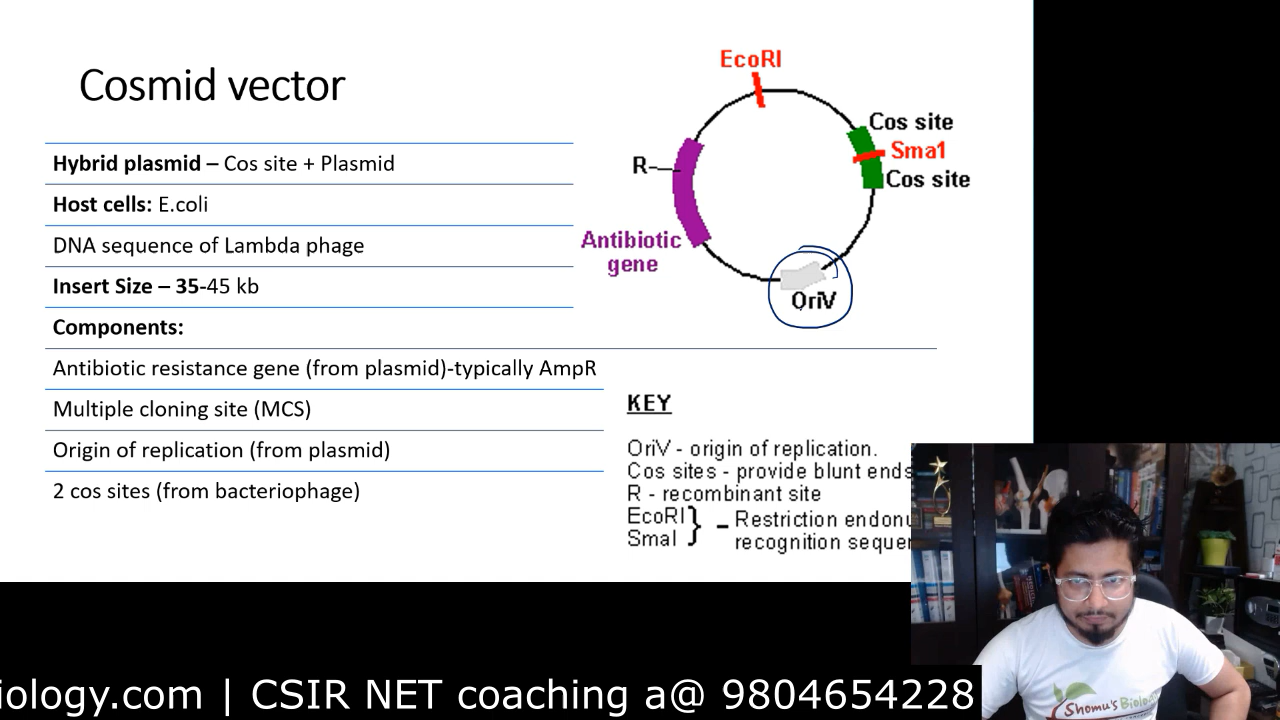 Cosmid vector
Hybrid plasmid – Cos site + Plasmid
Host cells: E.coli
DNA sequence of Lambda phage
Insert Size – 35-45 kb
Components:
Antibiotic resistance gene (from plasmid)-typically AmpR
Multiple cloning site (MCS)
Origin of replication (from plasmid)
2 cos sites (from bacteriophage)
EcoRI
Cos site
Sma1
Cos site
R
Antibiotic
gene
OriV
KEY
OriV - origin of replication.
Cos sites - provide blunt ends
R - recombinant site
EcoRI
SmaI
} – Restriction
recognition
Shomu's
iology.com | CSIR NET coaching a@ 9804654228